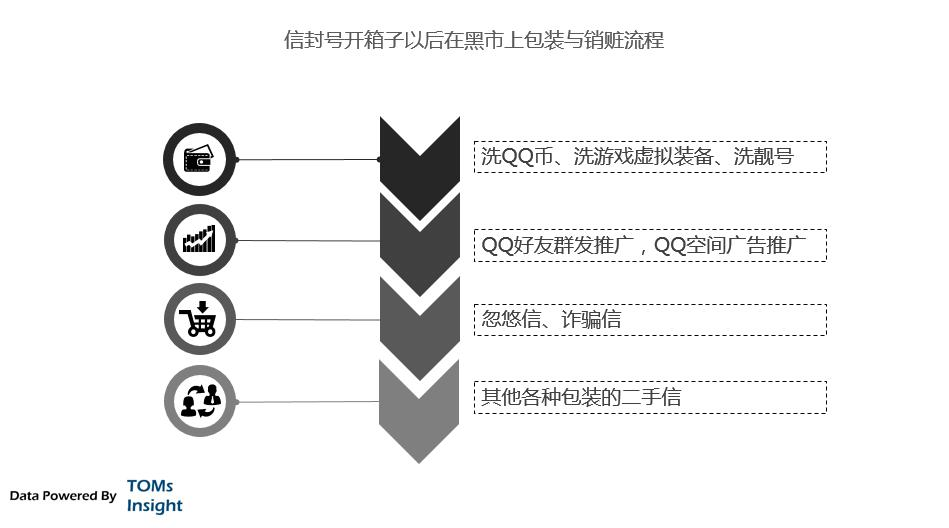 信封号开箱子以后在黑市上包装与销赃流程
洗QQ币、洗游戏虚拟装备、洗靓号
QQ好友群发推广，QQ空间广告推广
忽悠信、诈骗信
其他各种包装的二手信
Data Powered By
TOMs
Insight